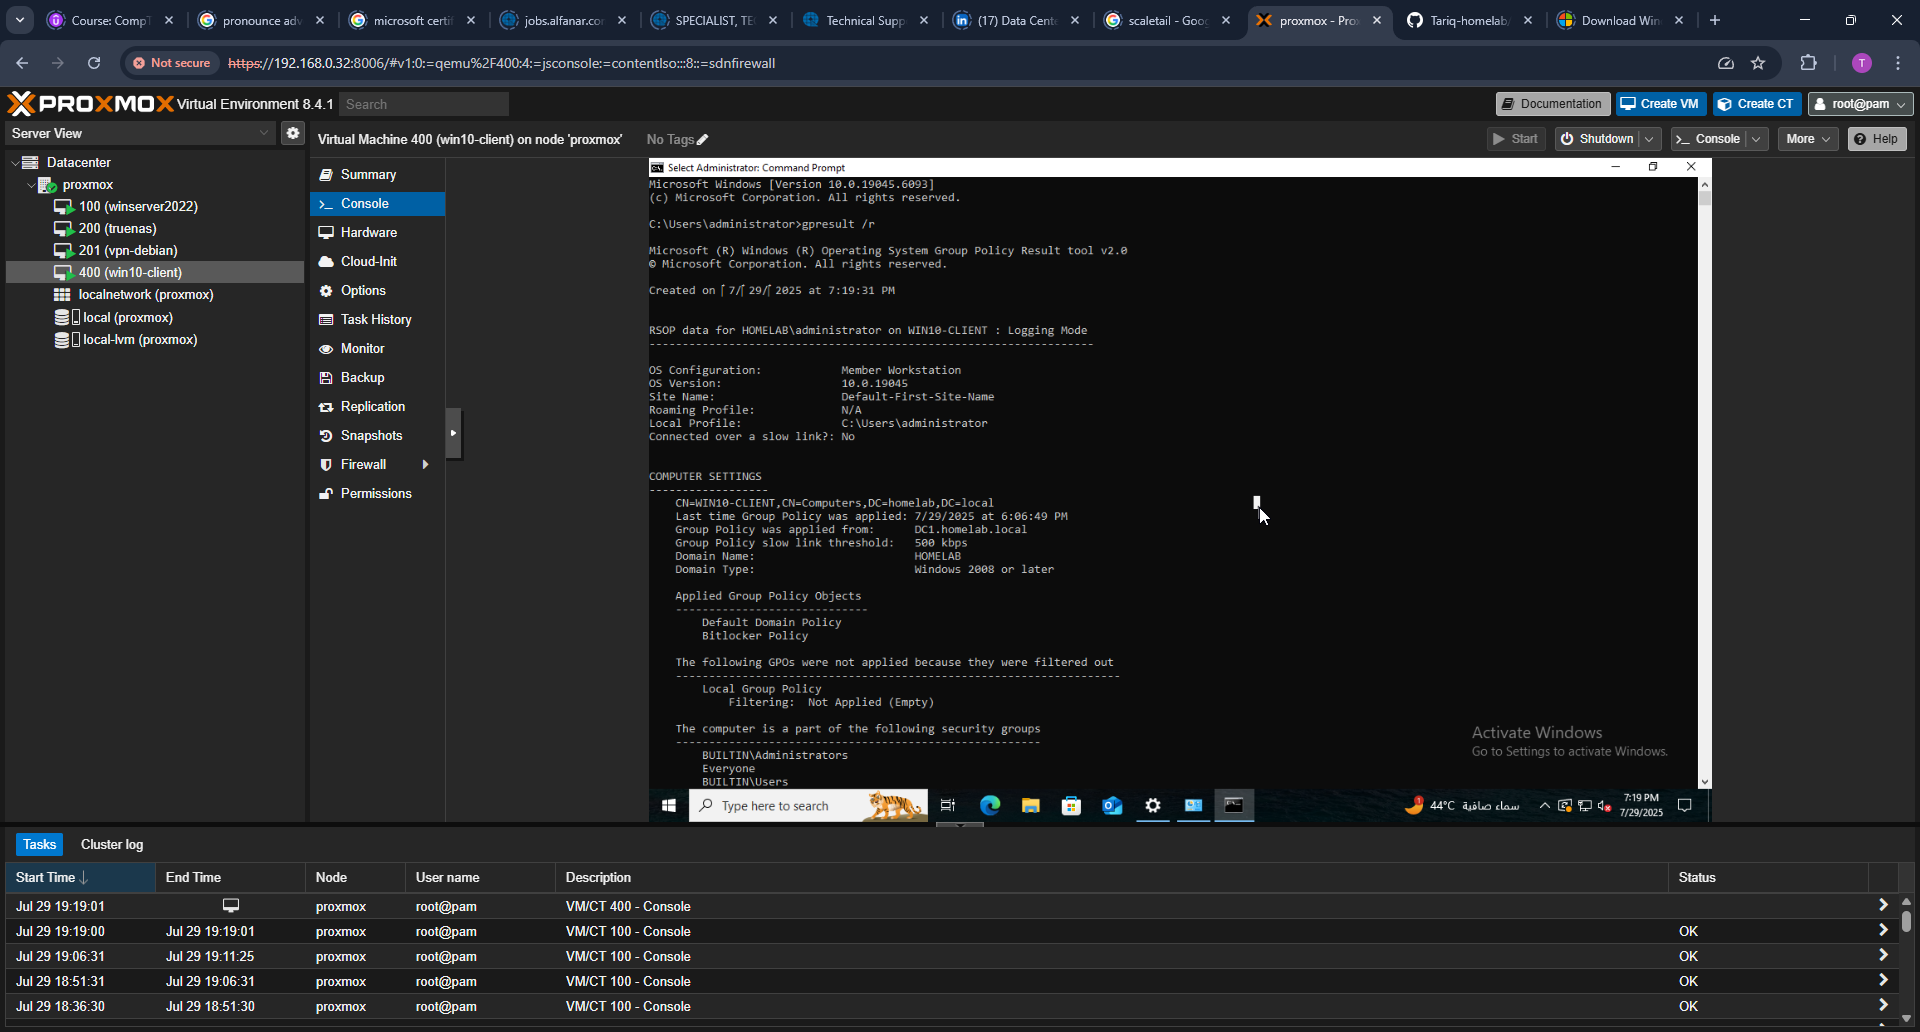 Course: Comp
pronounce adv
microsoft certif
jobs.alfanar.co
SPECIALIST, TE
Technical Supp
(17) Data Cent
scaletail - Goog
proxmox - Prox
Tariq-homelab
Download Win
Not secure https://192.168.0.32:8006/#v1:0:=qemu%2F400:4:=jsconsole:=contentIso:::8::=sdnfirewall
T
PROXMOX Virtual Environment 8.4.1 Search
Documentation Create VM Create CT root@pam
Server View
Virtual Machine 400 (win10-client) on node 'proxmox' No Tags
Start Shutdown Console More Help
Datacenter
proxmox
100 (winserver2022)
200 (truenas)
201 (vpn-debian)
400 (win10-client)
localnetwork (proxmox)
local (proxmox)
local-lvm (proxmox)
Summary
Console
Hardware
Cloud-Init
Options
Task History
Monitor
Backup
Replication
Snapshots
Firewall
Permissions
Select Administrator: Command Prompt
Microsoft Windows [Version 10.0.19045.6093]
(c) Microsoft Corporation. All rights reserved.
C:\Users\administrator>gpresult /r
Microsoft (R) Windows (R) Operating System Group Policy Result tool v2.0
© Microsoft Corporation. All rights reserved.
Created on 7/ 29/ 2025 at 7:19:31 PM
RSOP data for HOMELAB\administrator on WIN10-CLIENT : Logging Mode
--------------------------------------------------------------------
OS Configuration: Member Workstation
OS Version: 10.0.19045
Site Name: Default-First-Site-Name
Roaming Profile: N/A
Local Profile: C:\Users\administrator
Connected over a slow link?: No
COMPUTER SETTINGS
------------------
CN=WIN10-CLIENT,CN=Computers,DC=homelab,DC=local
Last time Group Policy was applied: 7/29/2025 at 6:06:49 PM
Group Policy was applied from: DC1.homelab.local
Group Policy slow link threshold: 500 kbps
Domain Name: HOMELAB
Domain Type: Windows 2008 or later
Applied Group Policy Objects
-----------------------------
Default Domain Policy
Bitlocker Policy
The following GPOs were not applied because they were filtered out
--------------------------------------------------------------------
Local Group Policy
Filtering: Not Applied (Empty)
The computer is a part of the following security groups
-------------------------------------------------------
BUILTIN\Administrators
Everyone
BUILTIN\Users
Activate Windows
Go to Settings to activate Windows.
Type here to search
44°C سماء صافية
7:19 PM
7/29/2025
Tasks Cluster log
Start Time End Time Node User name Description Status
Jul 29 19:19:01 proxmox root@pam VM/CT 400 - Console
Jul 29 19:19:00 Jul 29 19:19:01 proxmox root@pam VM/CT 100 - Console OK
Jul 29 19:06:31 Jul 29 19:11:25 proxmox root@pam VM/CT 100 - Console OK
Jul 29 18:51:31 Jul 29 19:06:31 proxmox root@pam VM/CT 100 - Console OK
Jul 29 18:36:30 Jul 29 18:51:30 proxmox root@pam VM/CT 100 - Console OK